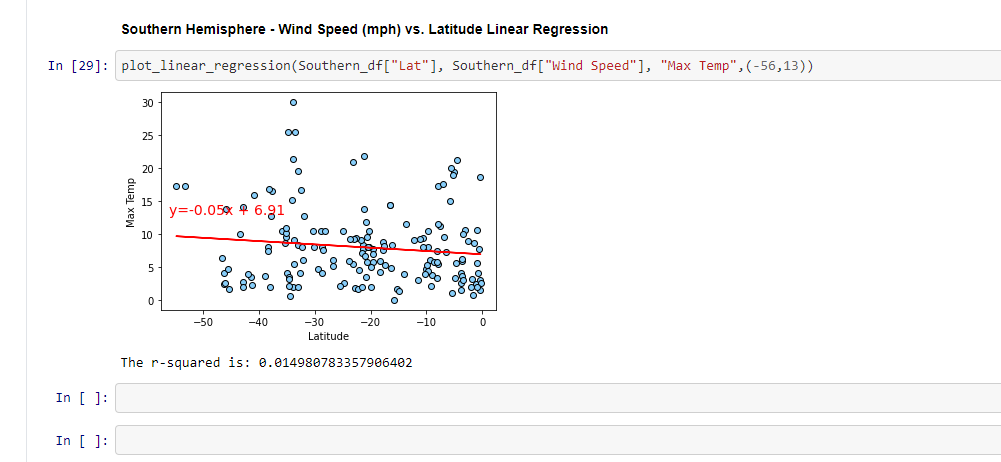 Southern Hemisphere - Wind Speed (mph) vs. Latitude Linear Regression
In [29]: plot_linear_regression(Southern_df["Lat"], Southern_df["Wind Speed"], "Max Temp",(-56,13))
30
25
20
15
10
5
0
Max Temp
y=-0.05x + 6.91
−50 −40 −30 −20 −10 0
Latitude
The r-squared is: 0.014980783357906402
In [ ]:
In [ ]: